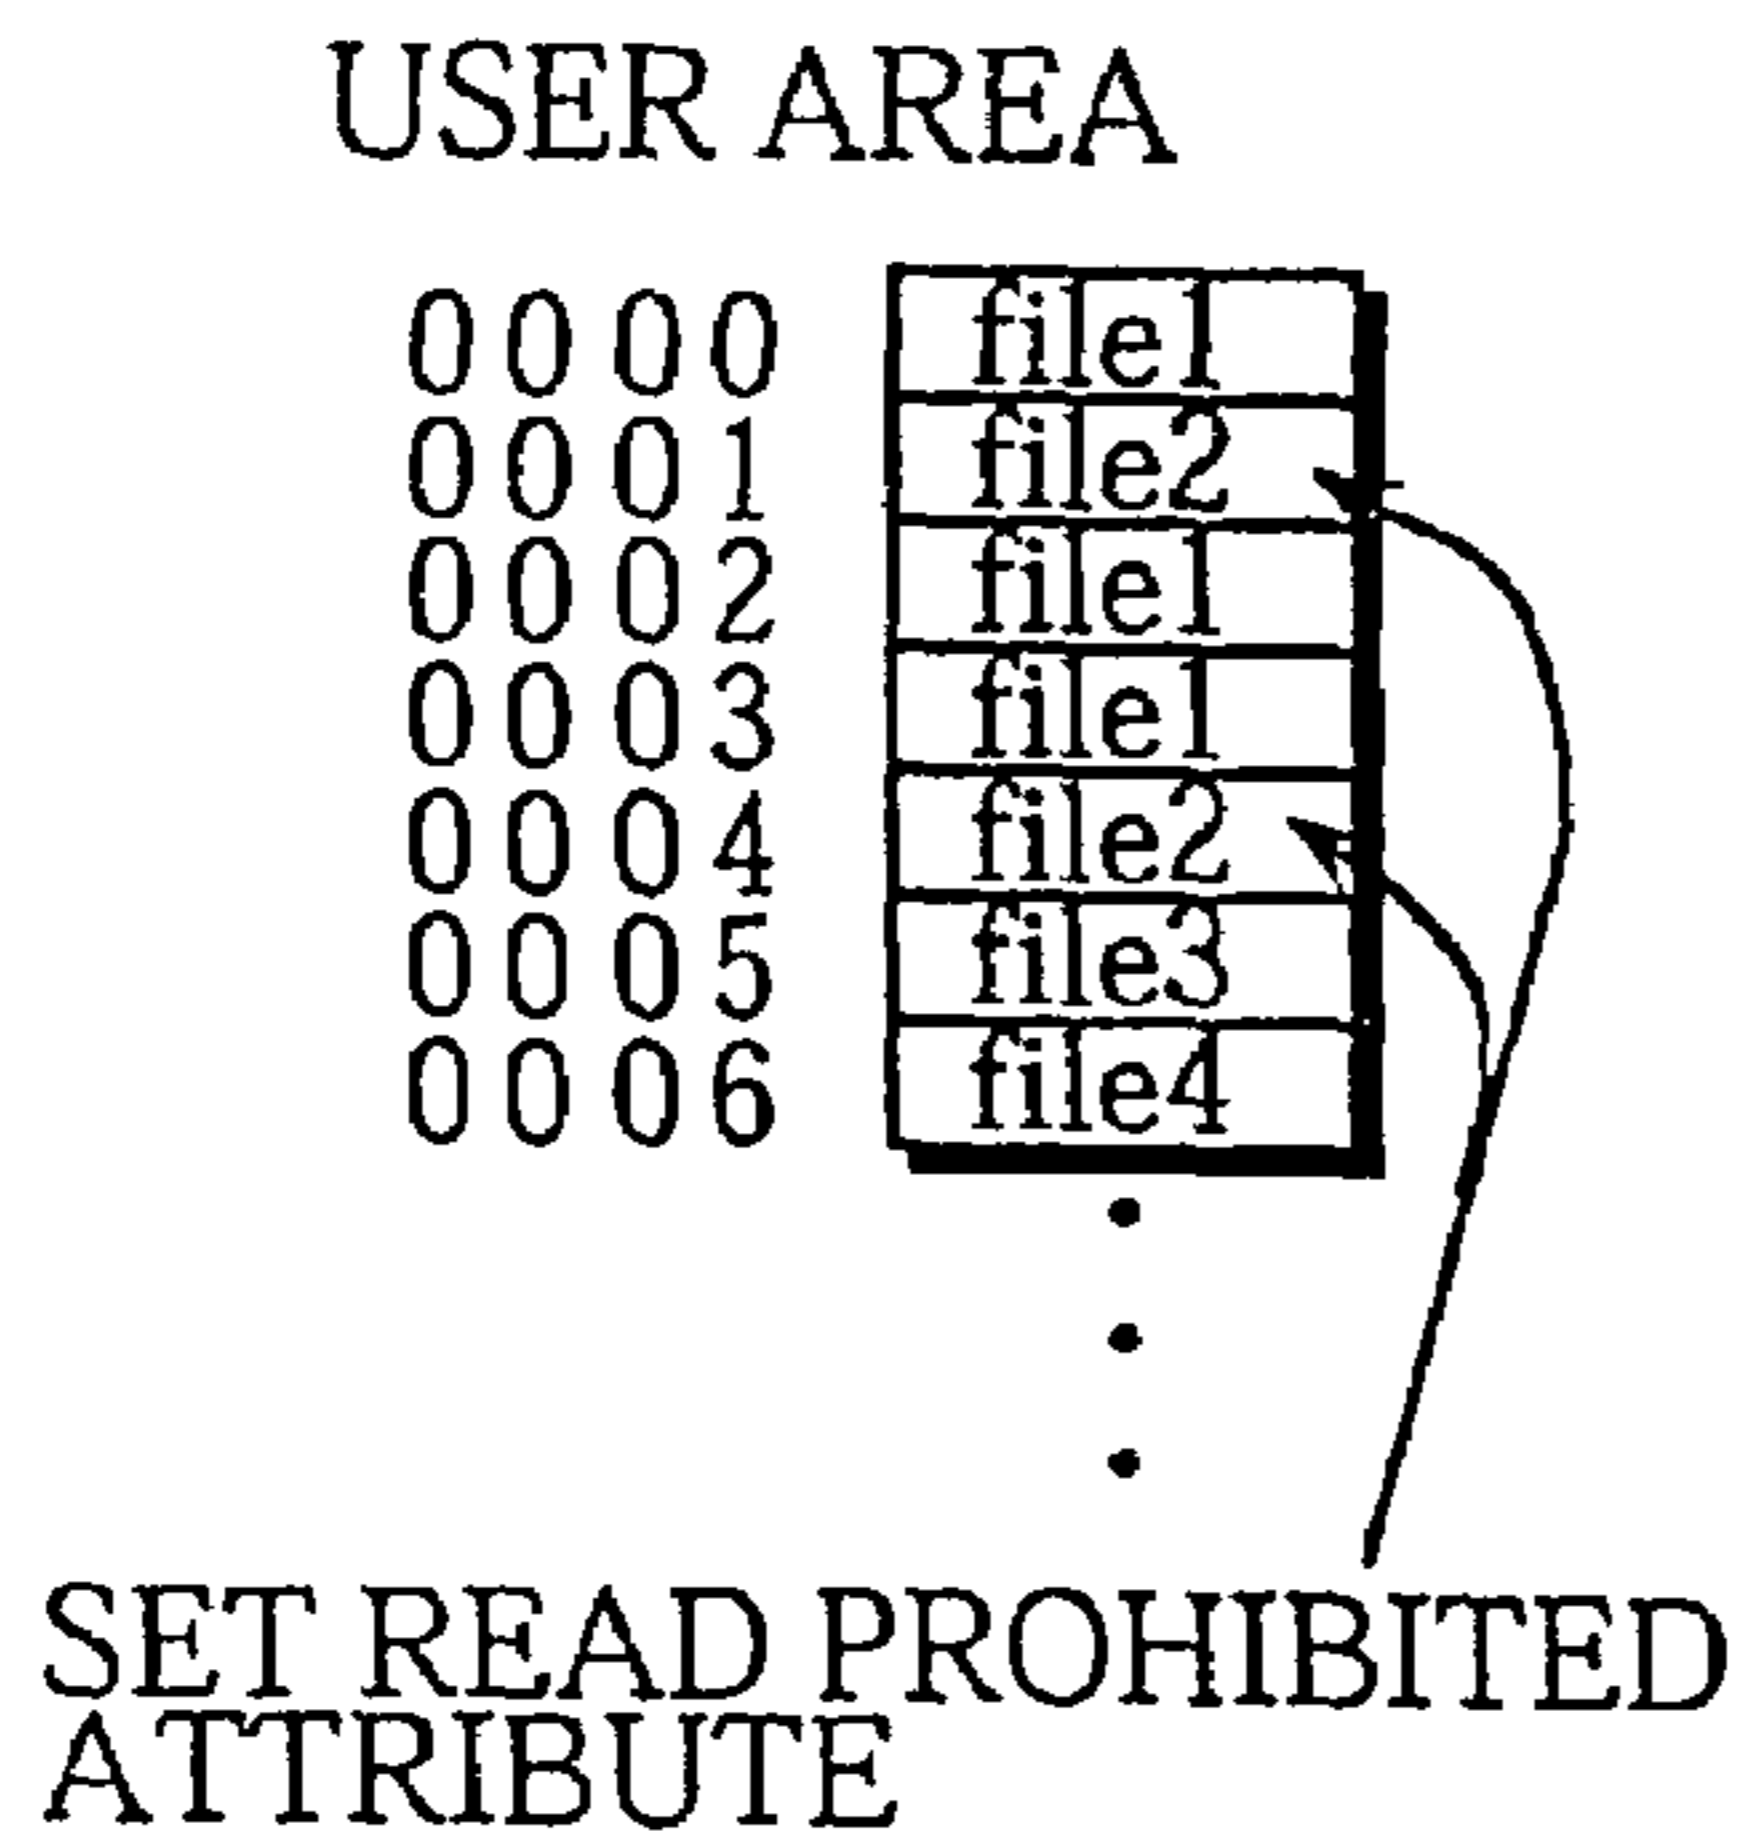 USER AREA
0000 file1
0001 file2
0002 file1
0003 file1
0004 file2
0005 file3
0006 file4
SET READ PROHIBITED
ATTRIBUTE